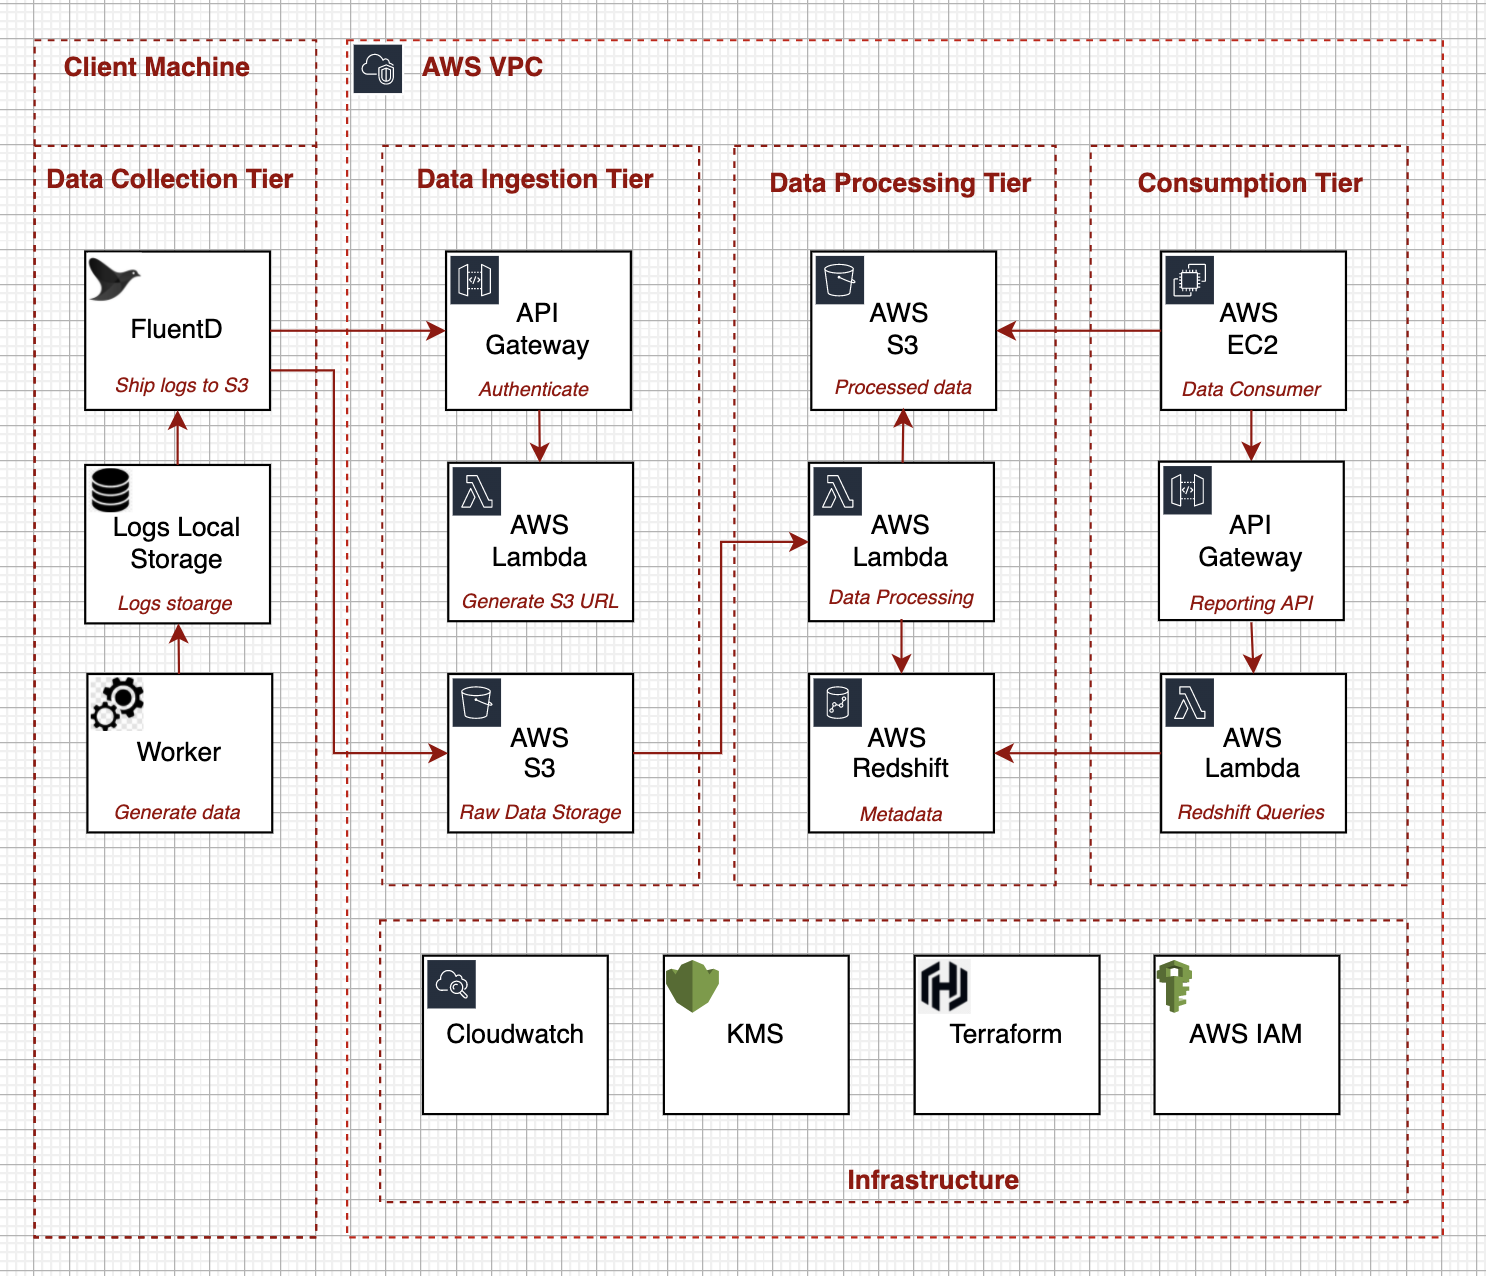 Client Machine
AWS VPC
Data Collection Tier
Data Ingestion Tier
Data Processing Tier
Consumption Tier
FluentD
Ship logs to S3
Logs Local
Storage
Logs stoarge
Worker
Generate data
API
Gateway
Authenticate
AWS
Lambda
Generate S3 URL
AWS
S3
Raw Data Storage
AWS
S3
Processed data
AWS
Lambda
Data Processing
AWS
Redshift
Metadata
AWS
EC2
Data Consumer
API
Gateway
Reporting API
AWS
Lambda
Redshift Queries
Cloudwatch
KMS
Terraform
AWS IAM
Infrastructure